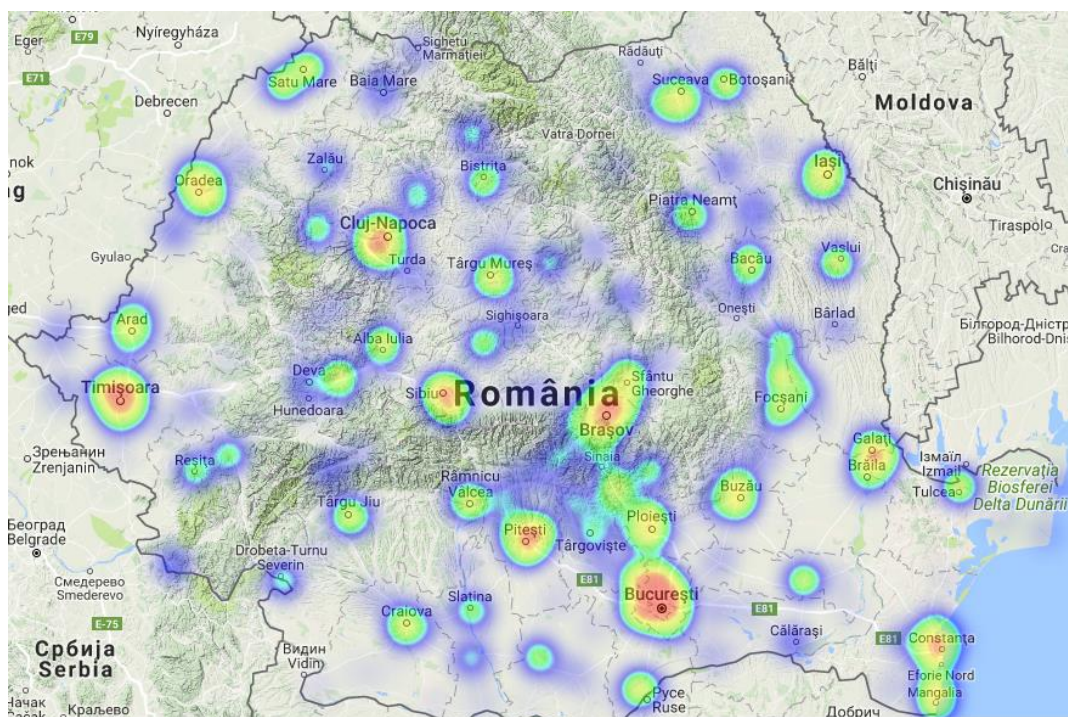 Nyíregyháza
Eger
E79
E71
Debrecen
Sighetu
Marmației
Satu Mare
Baia Mare
Rădăuți
Suceava
Botoșani
Bălți
Moldova
Vatra Dornei
Zalău
Bistrița
Iași
Chișinău
Oradea
Piatra Neamț
Tiraspol
Cluj-Napoca
Gyulao
Turda
Târgu Mureș
Bacău
Vaslui
Onești
Bârlad
Sighișoara
Arad
Alba Iulia
Білгород-Дністр
Bilhorod-Dnis
Deva
Hunedoara
Timișoara
Sibiu
România
Sfântu
Gheorghe
Brașov
Focșani
Galați
Brăila
Ізмаїл
Izmail
Зрењанин
Zrenjanin
Reșița
Sinaia
Râmnicu
Vâlcea
Buzău
Tulcea
Rezervația
Biosferei
Delta Dunării
Târgu Jiu
Pitești
Ploiești
Târgoviște
Београд
Belgrade
Drobeta-Turnu
Severin
Смедерево
Smederevo
E-75
E81
București
E81
Slatina
Craiova
Călărași
E81
Constanța
Србија
Serbia
Видин
Vidin
Eforie Nord
Mangalia
Русе
Ruse
Добрич
Краљево